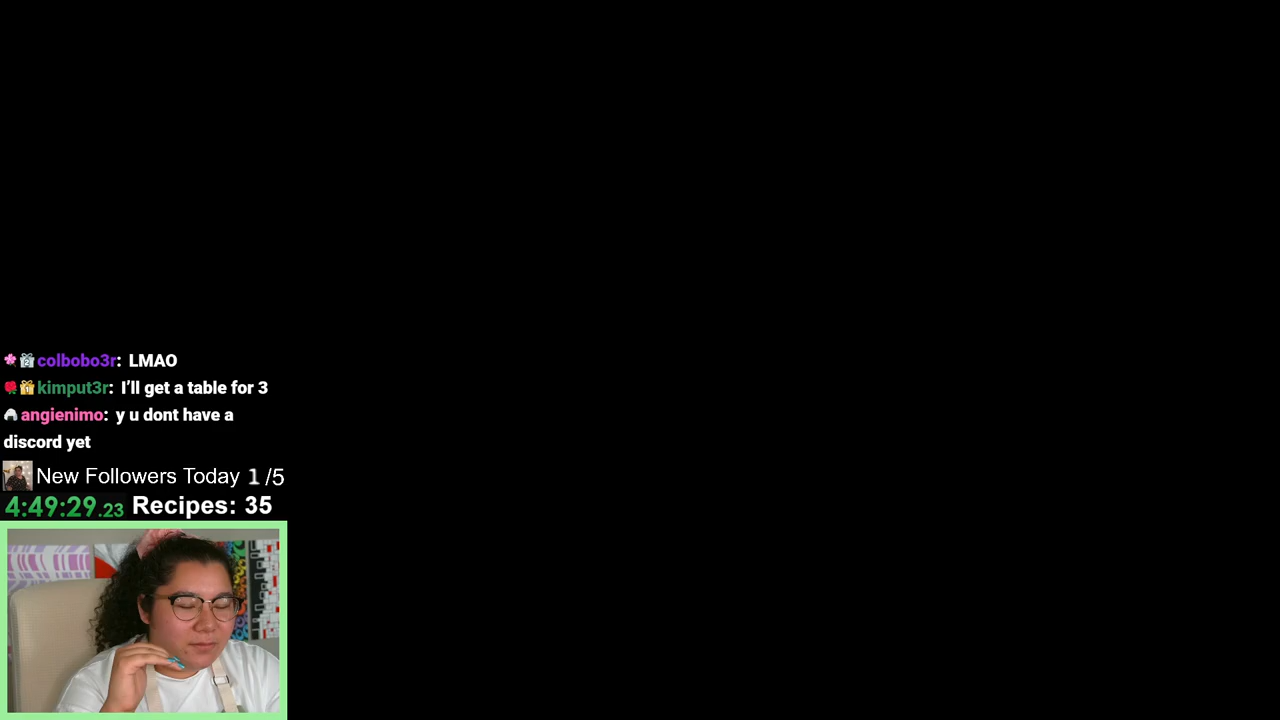 colbobo3r: LMAO
kimput3r: I’ll get a table for 3
angienimo: y u dont have a
discord yet
New Followers Today 1 /5
4:49:29.23 Recipes: 35